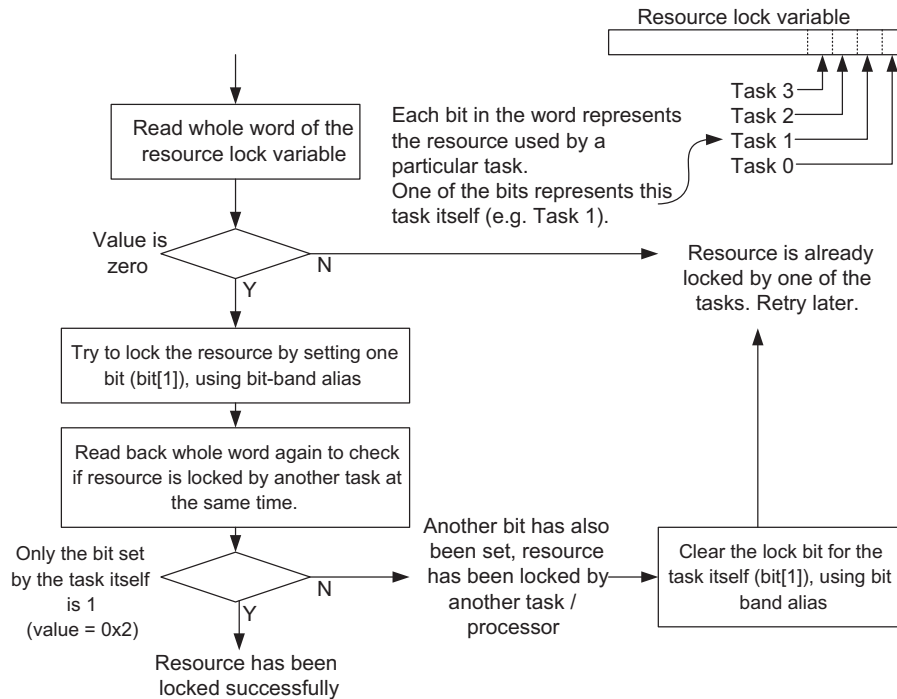 Resource lock variable
Task 3
Task 2
Task 1
Task 0
Each bit in the word represents
the resource used by a
particular task.
One of the bits represents this
task itself (e.g. Task 1).
Read whole word of the
resource lock variable
Value is
zero
N
Y
Resource is already
locked by one of the
tasks. Retry later.
Try to lock the resource by setting one
bit (bit[1]), using bit-band alias
Read back whole word again to check
if resource is locked by another task at
the same time.
Only the bit set
by the task itself
is 1
(value = 0x2)
N
Y
Another bit has also
been set, resource
has been locked by
another task /
processor
Clear the lock bit for the
task itself (bit[1]), using bit
band alias
Resource has been
locked successfully